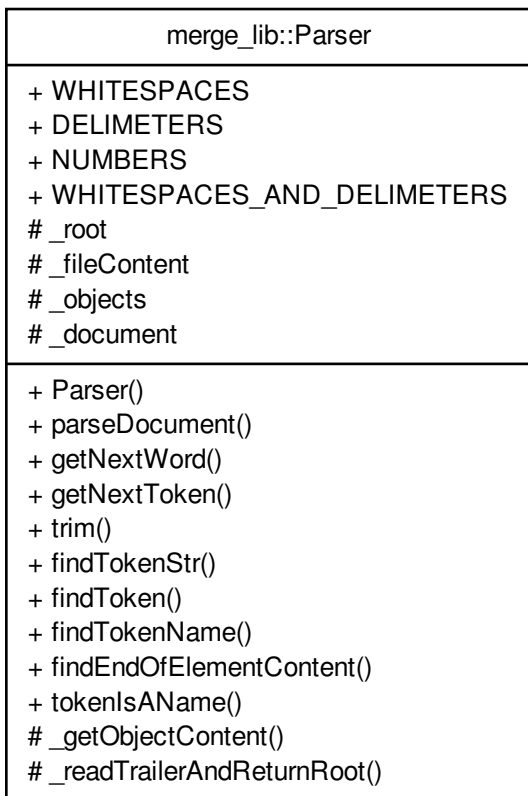 merge_lib::Parser
+ WHITESPACES
+ DELIMETERS
+ NUMBERS
+ WHITESPACES_AND_DELIMETERS
# _root
# _fileContent
# _objects
# _document
+ Parser()
+ parseDocument()
+ getNextWord()
+ getNextToken()
+ trim()
+ findTokenStr()
+ findToken()
+ findTokenName()
+ findEndOfElementContent()
+ tokenIsAName()
# _getObjectContent()
# _readTrailerAndReturnRoot()